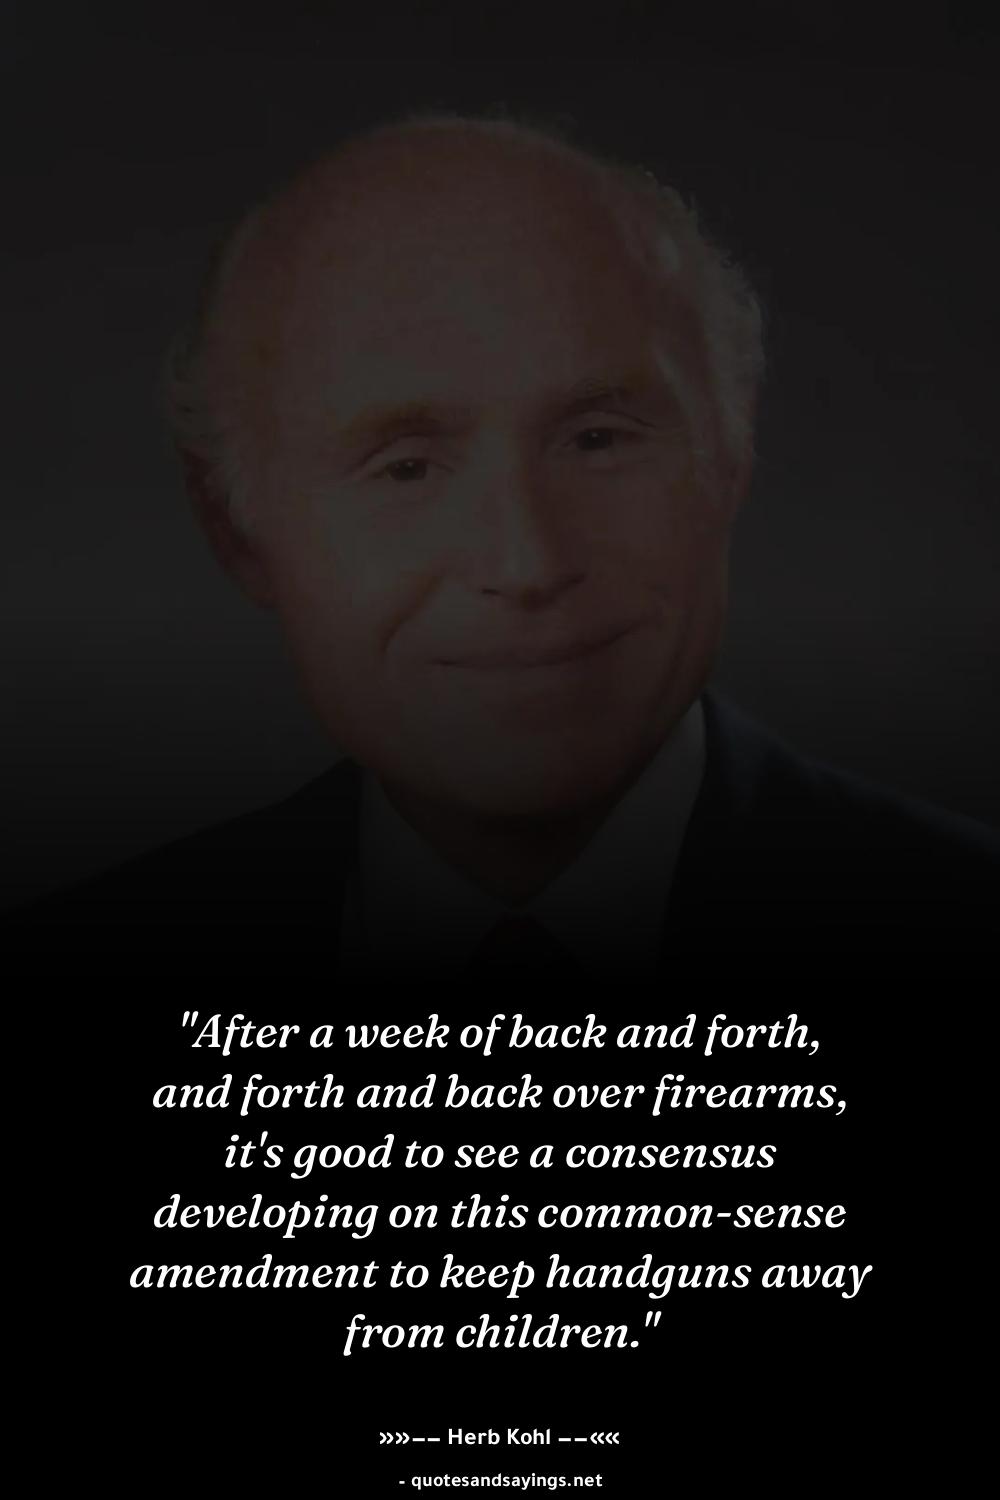 "After a week of back and forth,
and forth and back over firearms,
it's good to see a consensus
developing on this common-sense
amendment to keep handguns away
from children."
»»–– Herb Kohl ––««
- quotesandsayings.net